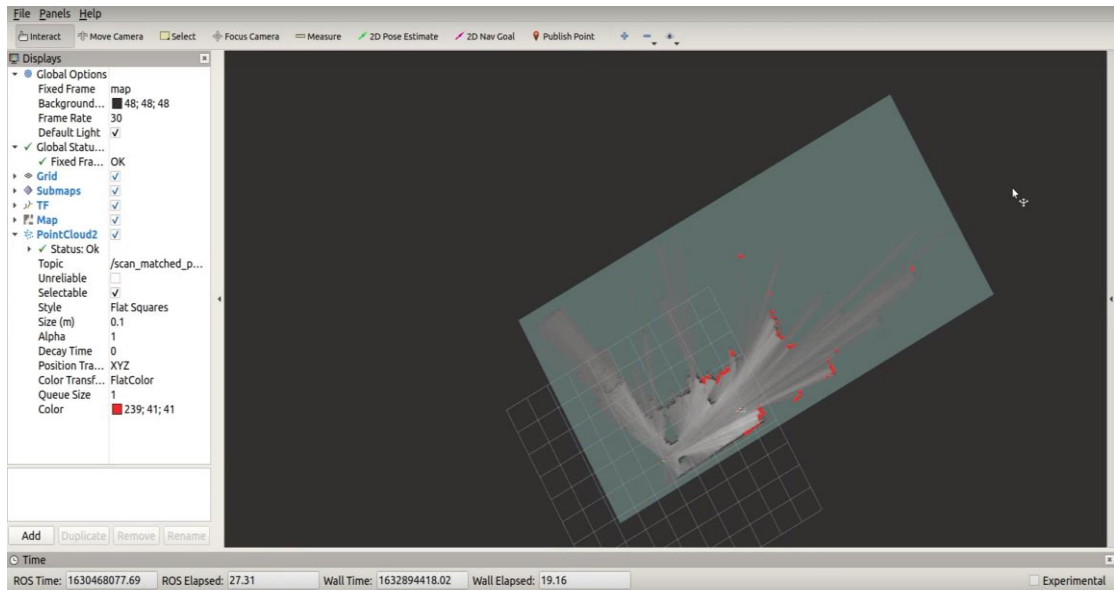 File Panels Help
Interact Move Camera Select Focus Camera Measure 2D Pose Estimate 2D Nav Goal Publish Point
Displays
Global Options
Fixed Frame map
Background... 48; 48; 48
Frame Rate 30
Default Light
Global Statu...
Fixed Fra... OK
Grid
Submaps
TF
Map
PointCloud2
Status: Ok
Topic /scan_matched_p...
Unreliable
Selectable
Style Flat Squares
Size (m) 0.1
Alpha 1
Decay Time 0
Position Tra... XYZ
Color Transf... FlatColor
Queue Size 1
Color 239; 41; 41
Add Duplicate Remove Rename
Time
ROS Time: 1630468077.69 ROS Elapsed: 27.31 Wall Time: 1632894418.02 Wall Elapsed: 19.16 Experimental